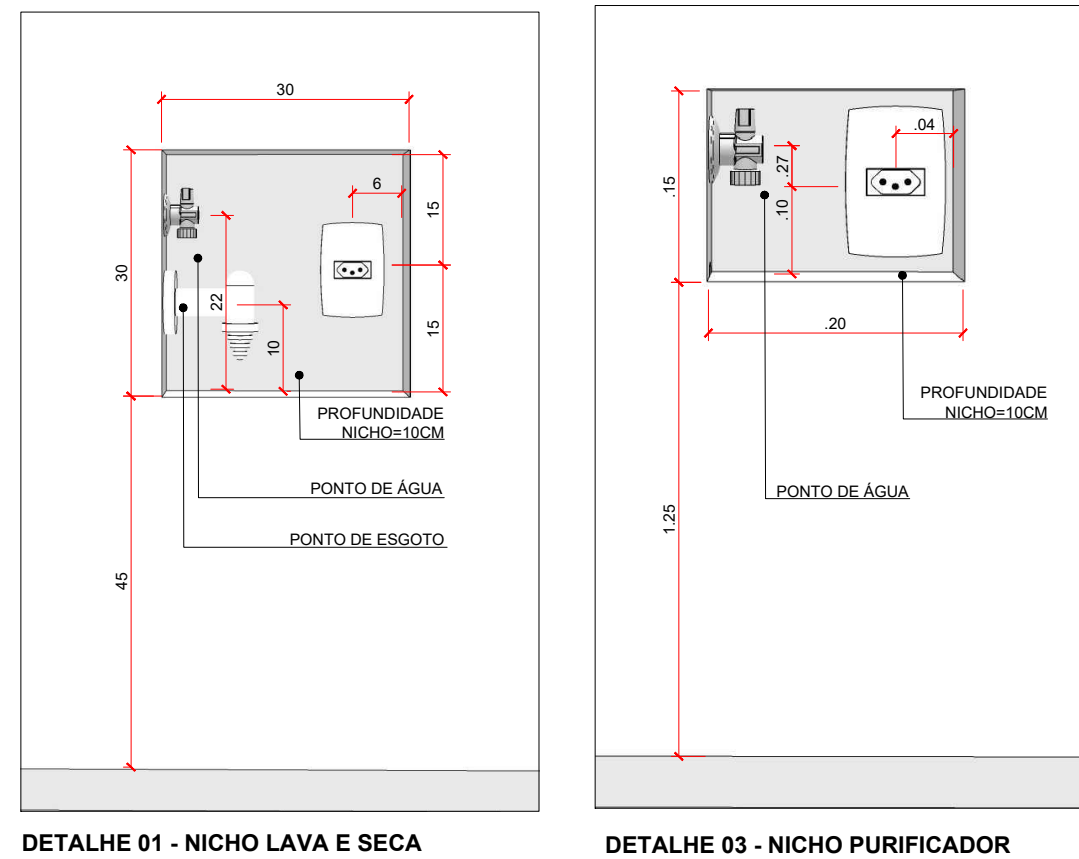 30
6
15
30
22
15
10
PROFUNDIDADE
NICHO=10CM
PONTO DE ÁGUA
PONTO DE ESGOTO
45
DETALHE 01 - NICHO LAVA E SECA
.04
.27
.15
.10
.20
PROFUNDIDADE
NICHO=10CM
PONTO DE ÁGUA
1.25
DETALHE 03 - NICHO PURIFICADOR